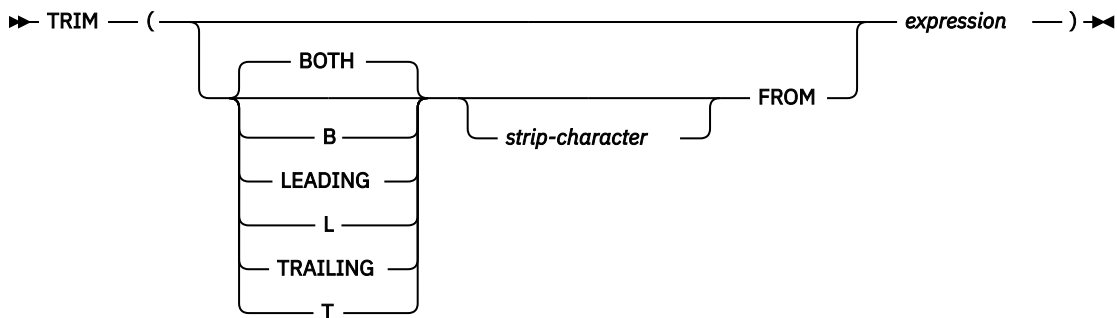 TRIM ( expression )
BOTH
FROM
B strip-character
LEADING
L
TRAILING
T